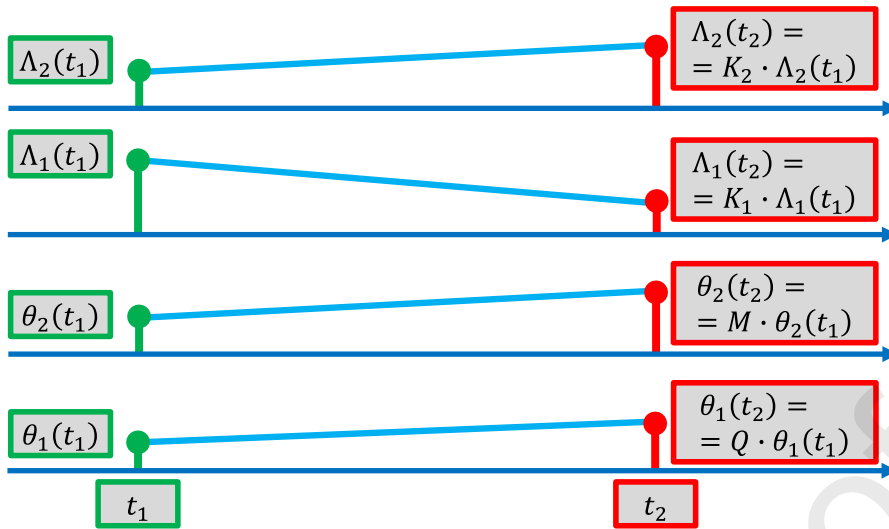 Λ₂(t₁)
Λ₂(t₂) =
= K₂ · Λ₂(t₁)
Λ₁(t₁)
Λ₁(t₂) =
= K₁ · Λ₁(t₁)
θ₂(t₁)
θ₂(t₂) =
= M · θ₂(t₁)
θ₁(t₁)
θ₁(t₂) =
= Q · θ₁(t₁)
t₁
t₂